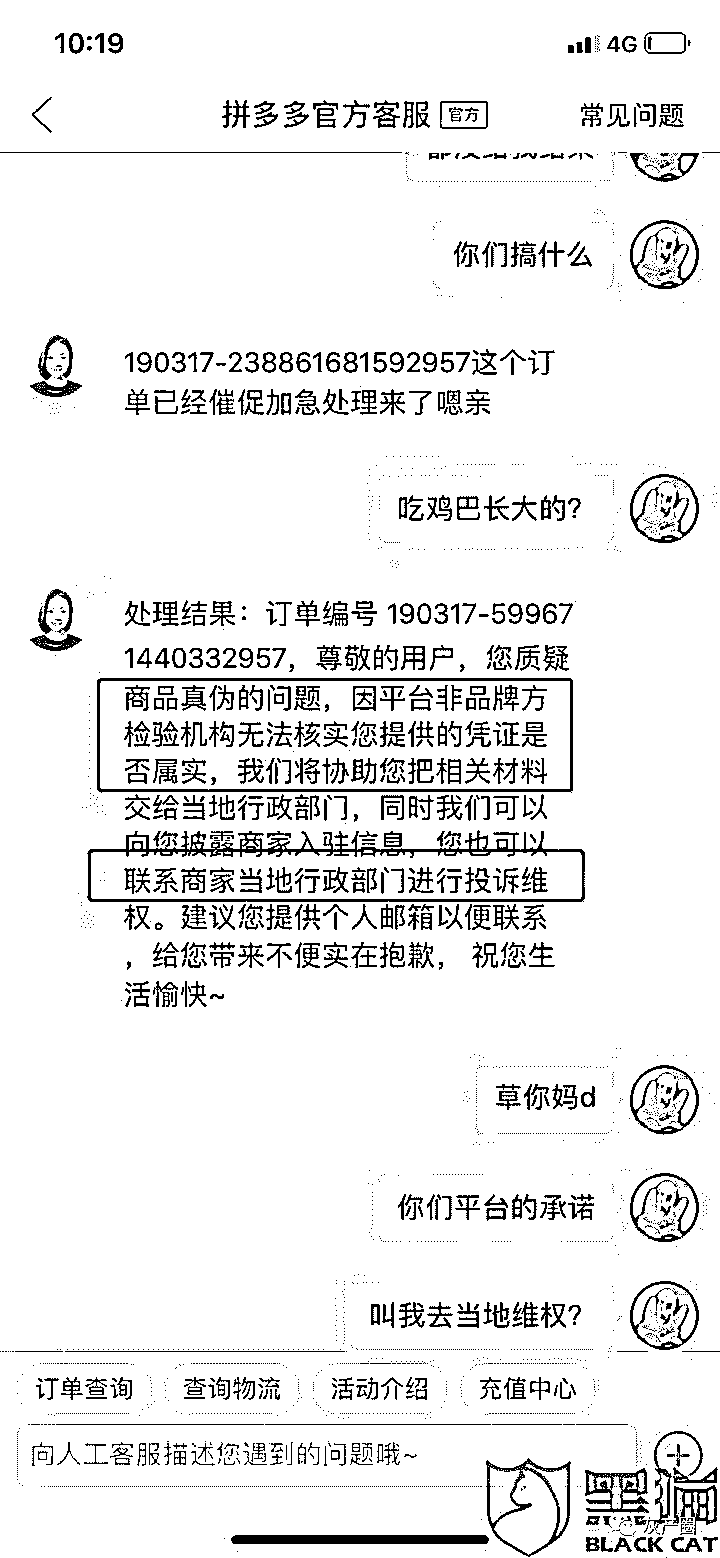 10:19
4G
拼多多官方客服 官方
常见问题
都没给我结果
你们搞什么
190317-238861681592957这个订
单已经催促加急处理来了嗯亲
吃鸡巴长大的?
处理结果：订单编号 190317-59967
1440332957，尊敬的用户，您质疑
商品真伪的问题，因平台非品牌方
检验机构无法核实您提供的凭证是
否属实，我们将协助您把相关材料
交给当地行政部门，同时我们可以
向您披露商家入驻信息，您也可以
联系商家当地行政部门进行投诉维
权。建议您提供个人邮箱以便联系
，给您带来不便实在抱歉， 祝您生
活愉快~
草你妈d
你们平台的承诺
叫我去当地维权?
订单查询
查询物流
活动介绍
充值中心
向人工客服描述您遇到的问题哦~
黑猫
灰产圈
BLACK CAT